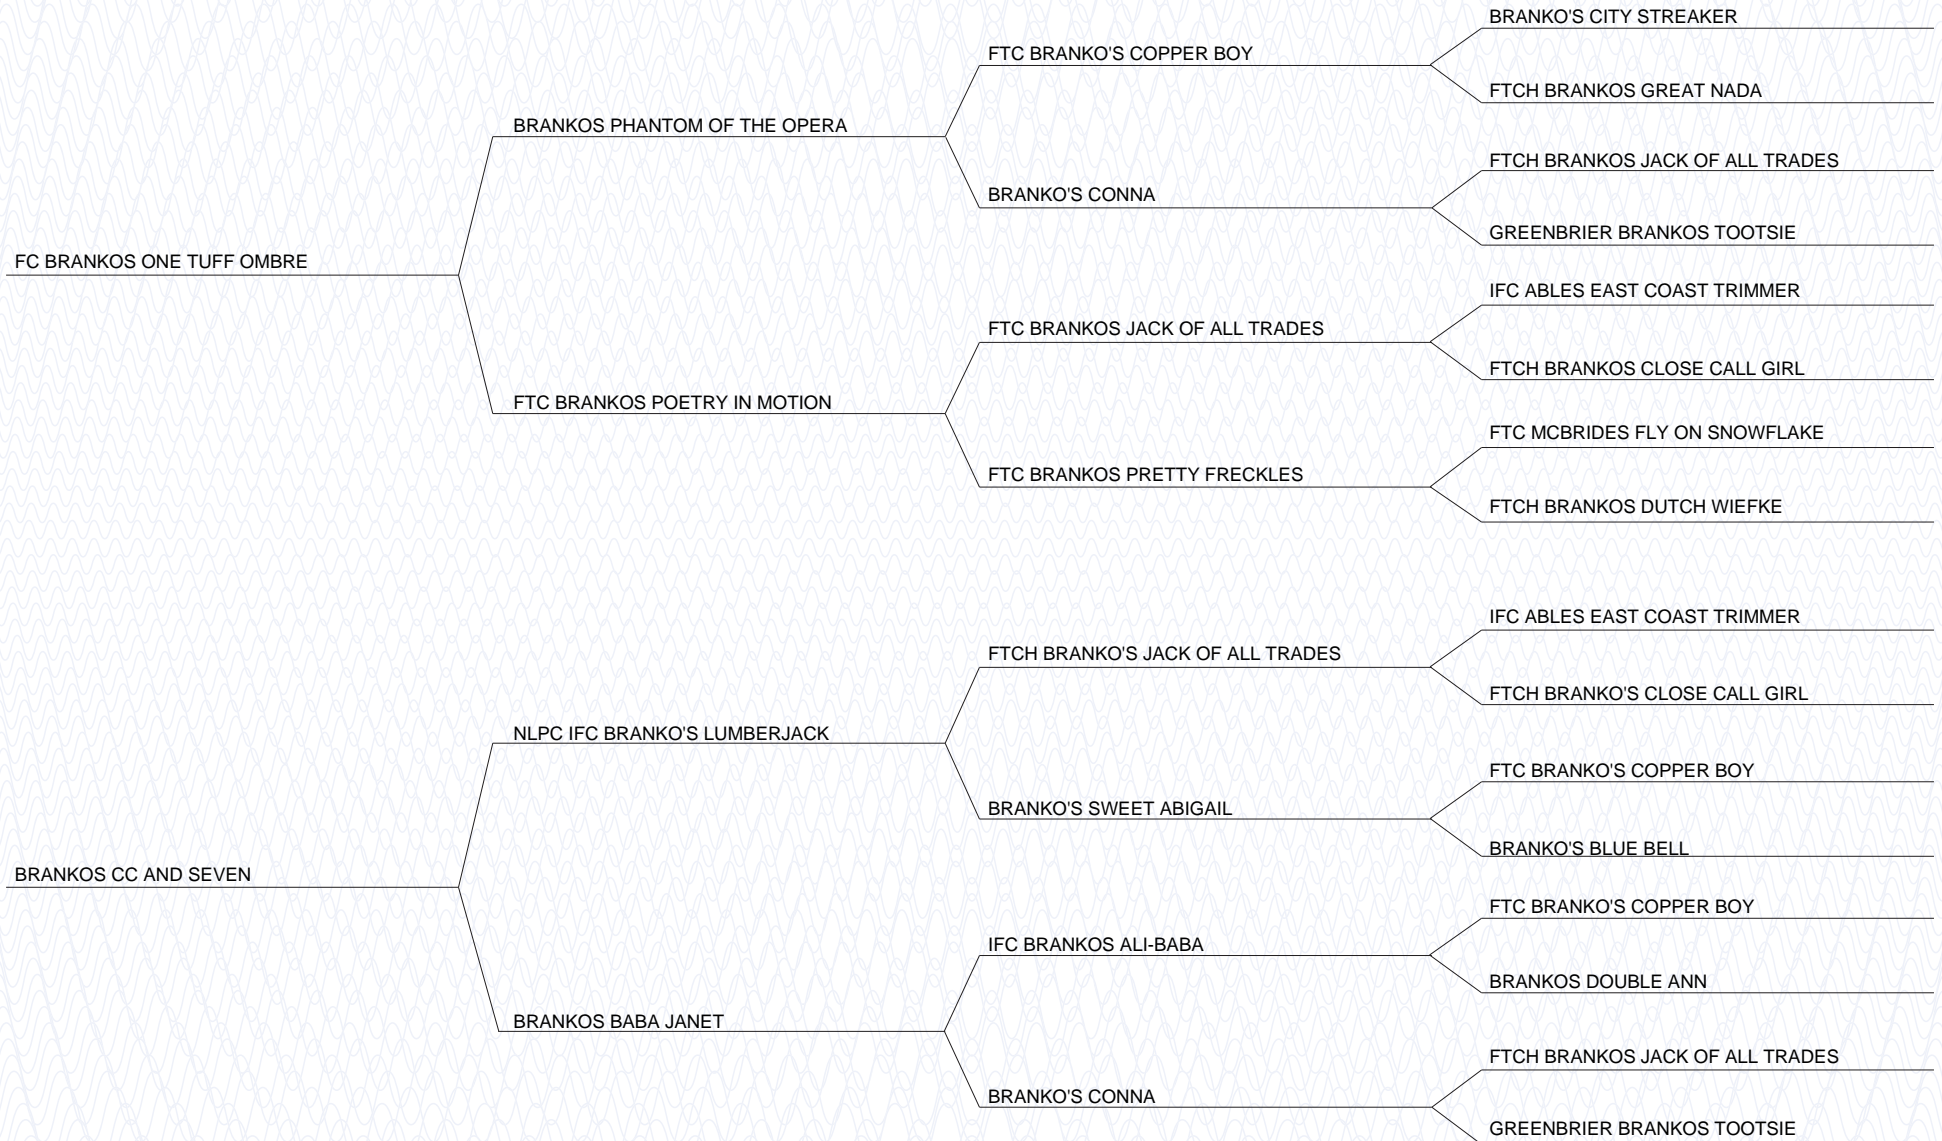 BRANKO'S CITY STREAKER
FTC BRANKO'S COPPER BOY
FTCH BRANKOS GREAT NADA
BRANKOS PHANTOM OF THE OPERA
FTCH BRANKOS JACK OF ALL TRADES
BRANKO'S CONNA
GREENBRIER BRANKOS TOOTSIE
FC BRANKOS ONE TUFF OMBRE
IFC ABLES EAST COAST TRIMMER
FTC BRANKOS JACK OF ALL TRADES
FTCH BRANKOS CLOSE CALL GIRL
FTC BRANKOS POETRY IN MOTION
FTC MCBRIDES FLY ON SNOWFLAKE
FTC BRANKOS PRETTY FRECKLES
FTCH BRANKOS DUTCH WIEFKE
IFC ABLES EAST COAST TRIMMER
FTCH BRANKO'S JACK OF ALL TRADES
FTCH BRANKO'S CLOSE CALL GIRL
NLPC IFC BRANKO'S LUMBERJACK
FTC BRANKO'S COPPER BOY
BRANKO'S SWEET ABIGAIL
BRANKO'S BLUE BELL
BRANKOS CC AND SEVEN
FTC BRANKO'S COPPER BOY
IFC BRANKOS ALI-BABA
BRANKOS DOUBLE ANN
BRANKOS BABA JANET
FTCH BRANKOS JACK OF ALL TRADES
BRANKO'S CONNA
GREENBRIER BRANKOS TOOTSIE